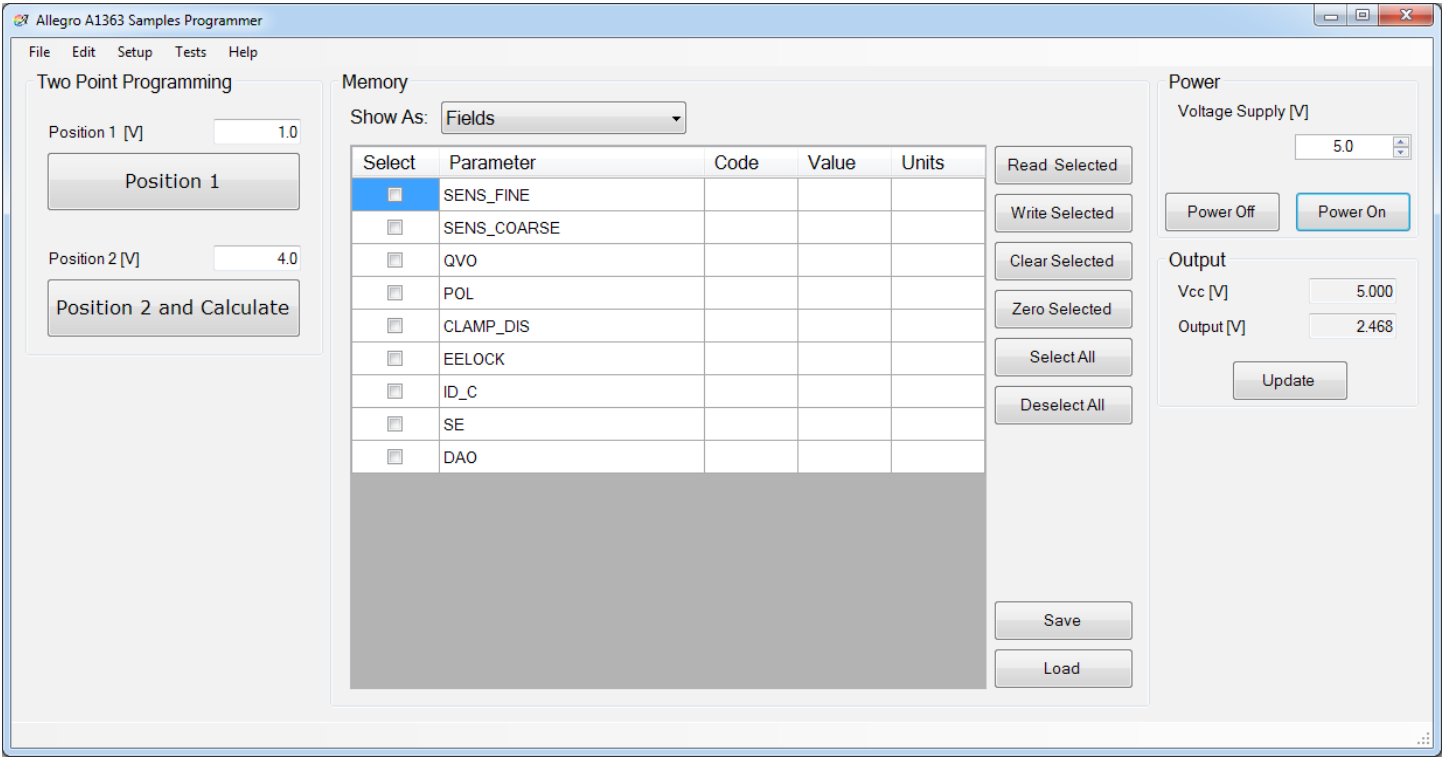 Allegro A1363 Samples Programmer
File Edit Setup Tests Help
Two Point Programming
Position 1 [V] 1.0
Position 1
Position 2 [V] 4.0
Position 2 and Calculate
Memory
Show As: Fields
Select Parameter Code Value Units
SENS_FINE
SENS_COARSE
QVO
POL
CLAMP_DIS
EELOCK
ID_C
SE
DAO
Read Selected
Write Selected
Clear Selected
Zero Selected
Select All
Deselect All
Save
Load
Power
Voltage Supply [V]
5.0
Power Off Power On
Output
Vcc [V] 5.000
Output [V] 2.468
Update